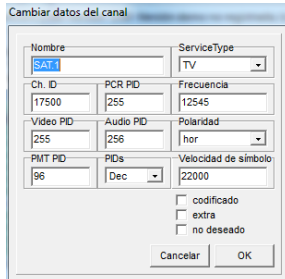 Cambiar datos del canal
Nombre ServiceType
SAT.1 TV
Ch. ID PCR PID Frecuencia
17500 255 12545
Video PID Audio PID Polaridad
255 256 hor
PMT PID PIDs Velocidad de símbolo
96 Dec 22000
codificado
extra
no deseado
Cancelar OK